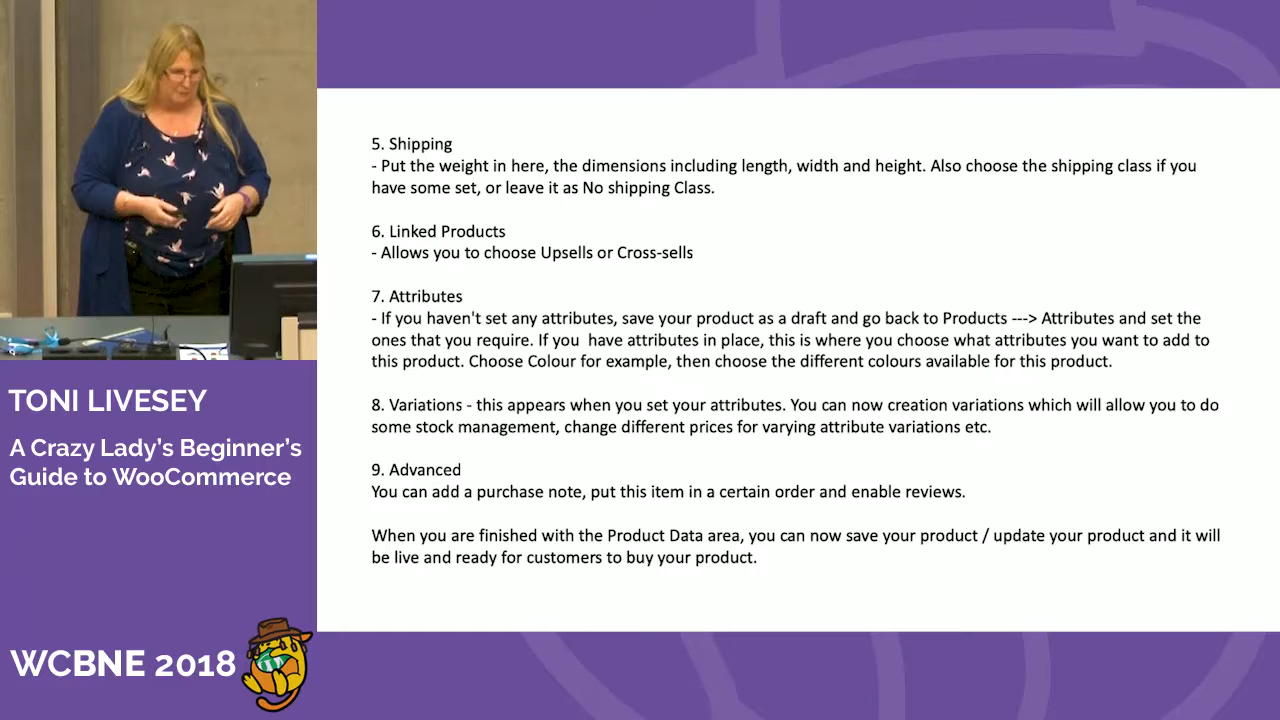 5. Shipping
- Put the weight in here, the dimensions including length, width and height. Also choose the shipping class if you
have some set, or leave it as No shipping Class.
6. Linked Products
- Allows you to choose Upsells or Cross-sells
7. Attributes
- If you haven't set any attributes, save your product as a draft and go back to Products ---> Attributes and set the
ones that you require. If you  have attributes in place, this is where you choose what attributes you want to add to
this product. Choose Colour for example, then choose the different colours available for this product.
8. Variations - this appears when you set your attributes. You can now creation variations which will allow you to do
some stock management, change different prices for varying attribute variations etc.
9. Advanced
You can add a purchase note, put this item in a certain order and enable reviews.
When you are finished with the Product Data area, you can now save your product / update your product and it will
be live and ready for customers to buy your product.
TONI LIVESEY
A Crazy Lady's Beginner's
Guide to WooCommerce
WCBNE 2018